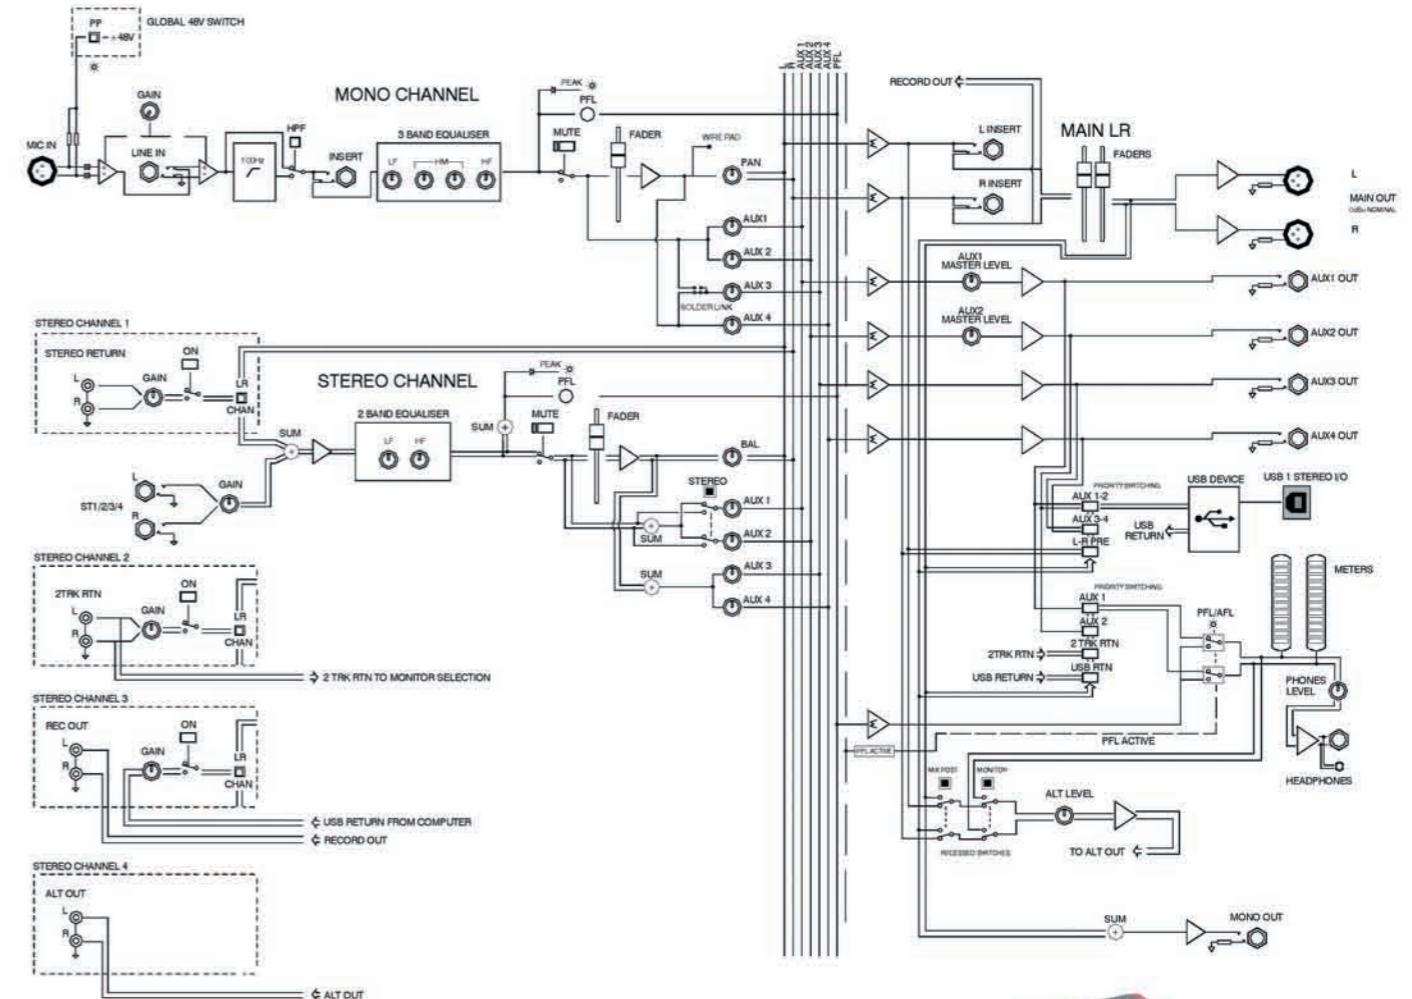 PP
+48V
GLOBAL 48V SWITCH
GAIN
MIC IN
LINE IN
100Hz
HPF
INSERT
MONO CHANNEL
3 BAND EQUALISER
LF
HM
HF
PEAK
PFL
MUTE
FADER
WIRE PAD
PAN
AUX1
AUX 2
AUX 3
SOLDER LINK
AUX 4
L
R
AUX 1
AUX 2
AUX 3
AUX 4
PFL
STEREO CHANNEL 1
STEREO RETURN
L
R
GAIN
ON
LR
CHAN
STEREO CHANNEL
SUM
2 BAND EQUALISER
LF
HF
PEAK
PFL
SUM
MUTE
FADER
BAL
STEREO
AUX 1
SUM
AUX 2
SUM
AUX 3
AUX 4
L
R
ST1/2/3/4
GAIN
STEREO CHANNEL 2
2TRK RTN
L
R
GAIN
ON
LR
CHAN
2 TRK RTN TO MONITOR SELECTION
STEREO CHANNEL 3
REC OUT
L
R
GAIN
ON
LR
CHAN
USB RETURN FROM COMPUTER
RECORD OUT
STEREO CHANNEL 4
ALT OUT
L
R
ALT OUT
RECORD OUT
L INSERT
R INSERT
MAIN LR
FADERS
L
MAIN OUT
0dBu NOMINAL
R
AUX1
MASTER LEVEL
AUX1 OUT
AUX2
MASTER LEVEL
AUX2 OUT
AUX3 OUT
AUX4 OUT
PRIORITY SWITCHING
AUX 1-2
AUX 3-4
L-R PRE
USB RETURN
USB DEVICE
USB 1 STEREO I/O
METERS
PRIORITY SWITCHING
AUX 1
AUX 2
2 TRK RTN
2TRK RTN
USB RTN
USB RETURN
PFL/AFL
PHONES
LEVEL
HEADPHONES
PFL ACTIVE
PFL ACTIVE
MIX POST
MONITOR
RECESSED SWITCHES
ALT LEVEL
TO ALT OUT
SUM
MONO OUT